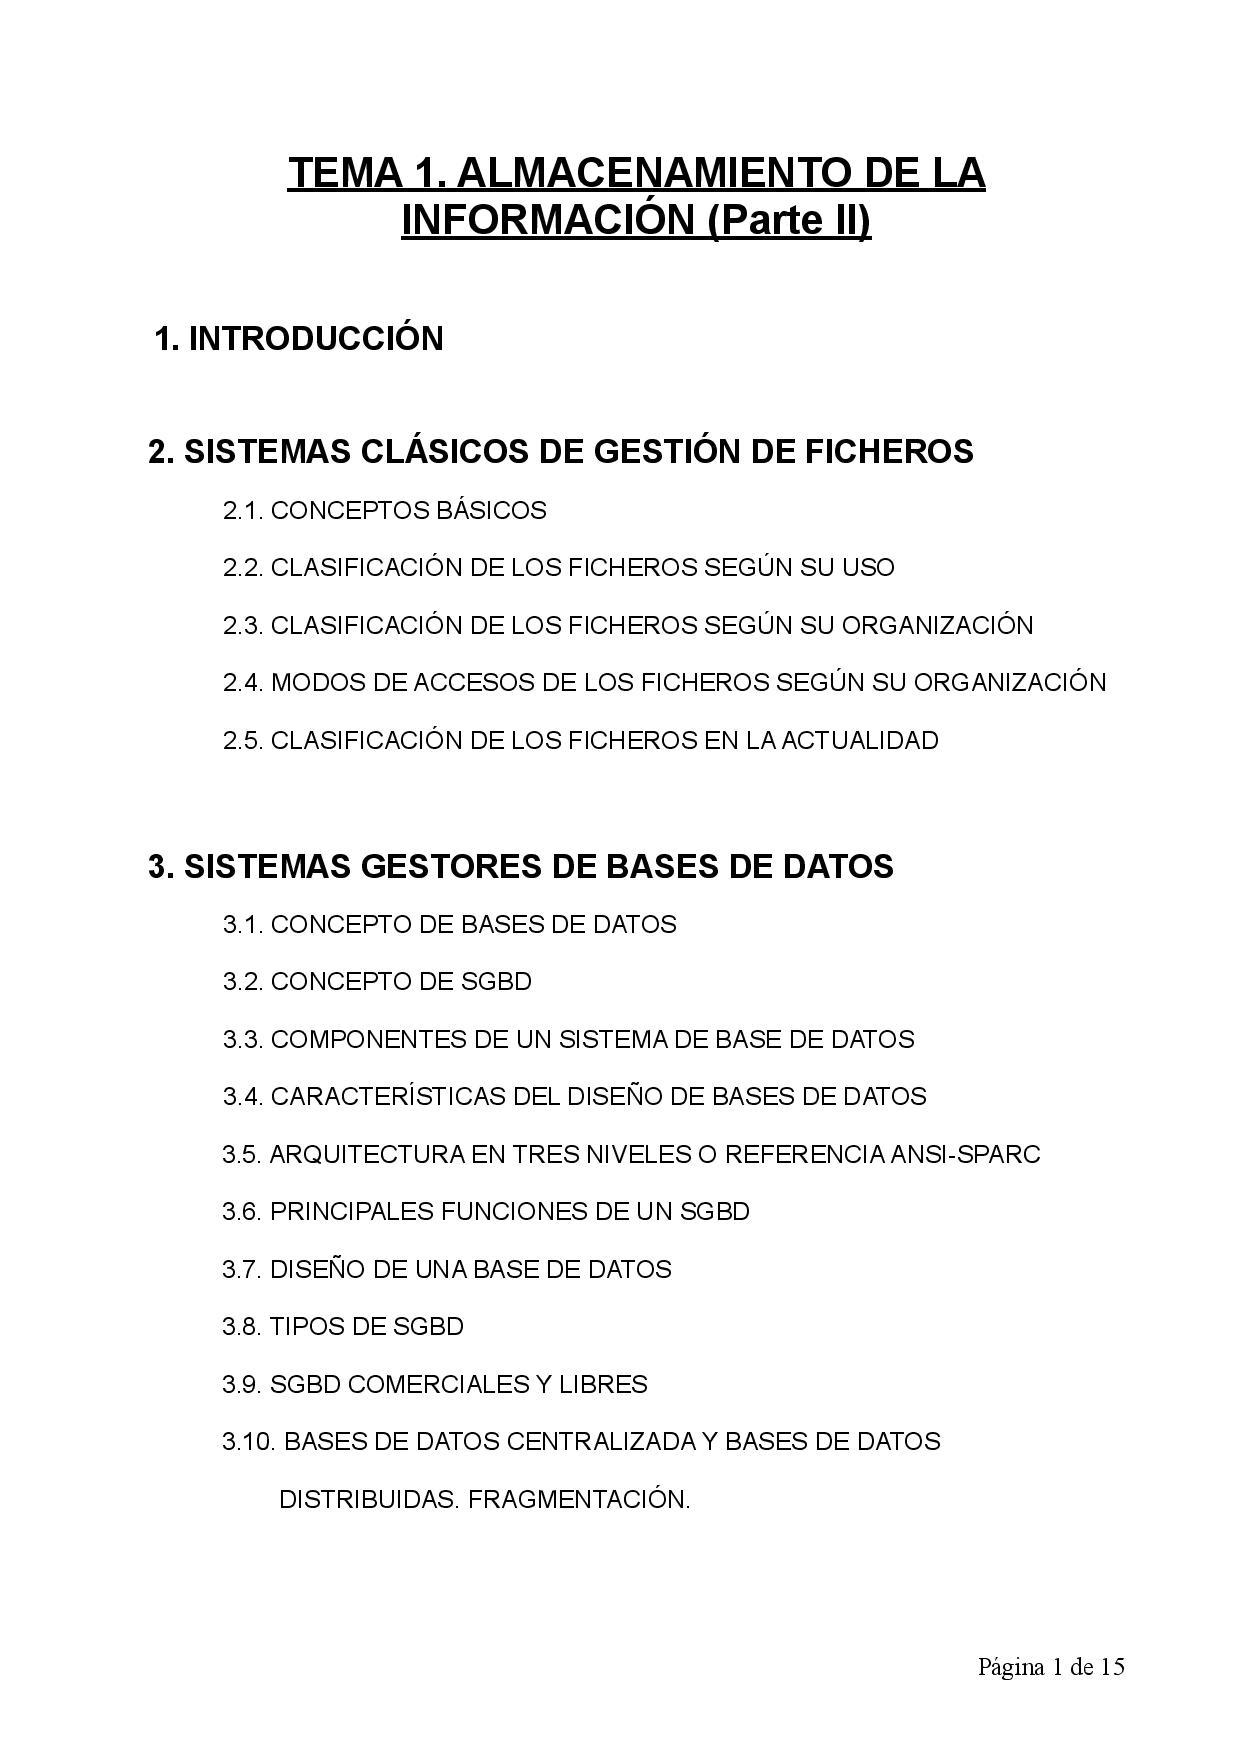 TEMA 1. ALMACENAMIENTO DE LA
INFORMACIÓN (Parte II)
1. INTRODUCCIÓN
2. SISTEMAS CLÁSICOS DE GESTIÓN DE FICHEROS
2.1. CONCEPTOS BÁSICOS
2.2. CLASIFICACIÓN DE LOS FICHEROS SEGÚN SU USO
2.3. CLASIFICACIÓN DE LOS FICHEROS SEGÚN SU ORGANIZACIÓN
2.4. MODOS DE ACCESOS DE LOS FICHEROS SEGÚN SU ORGANIZACIÓN
2.5. CLASIFICACIÓN DE LOS FICHEROS EN LA ACTUALIDAD
3. SISTEMAS GESTORES DE BASES DE DATOS
3.1. CONCEPTO DE BASES DE DATOS
3.2. CONCEPTO DE SGBD
3.3. COMPONENTES DE UN SISTEMA DE BASE DE DATOS
3.4. CARACTERÍSTICAS DEL DISEÑO DE BASES DE DATOS
3.5. ARQUITECTURA EN TRES NIVELES O REFERENCIA ANSI-SPARC
3.6. PRINCIPALES FUNCIONES DE UN SGBD
3.7. DISEÑO DE UNA BASE DE DATOS
3.8. TIPOS DE SGBD
3.9. SGBD COMERCIALES Y LIBRES
3.10. BASES DE DATOS CENTRALIZADA Y BASES DE DATOS
DISTRIBUIDAS. FRAGMENTACIÓN.
Página 1 de 15